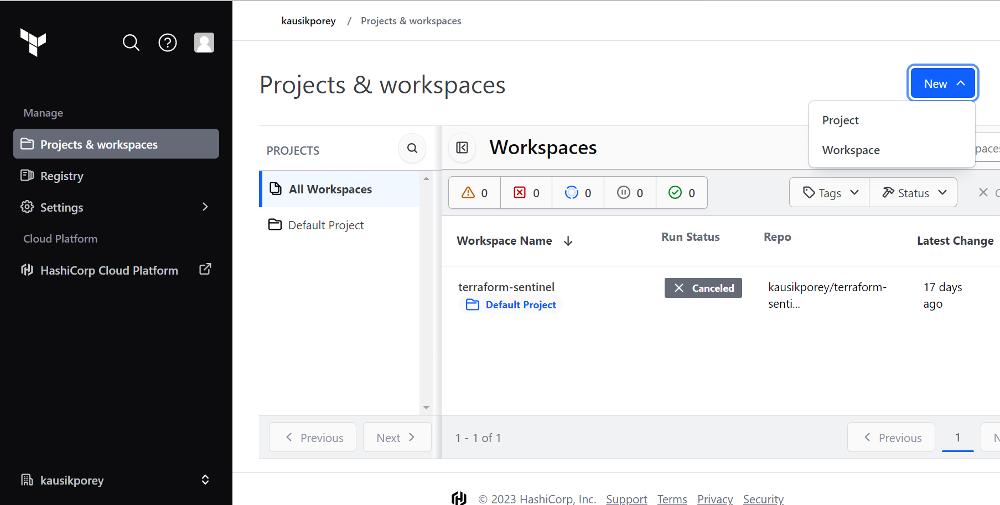 kausikporey / Projects & workspaces
Manage
Projects & workspaces
Registry
Settings
Cloud Platform
HashiCorp Cloud Platform
kausikporey
Projects & workspaces
New
Project
Workspace
PROJECTS
All Workspaces
Default Project
Previous
Next
Workspaces
0 0 0 0 0
Tags
Status
Workspace Name Run Status Repo Latest Change
terraform-sentinel Canceled kausikporey/terraform- 17 days
Default Project senti... ago
1 - 1 of 1
Previous 1
© 2023 HashiCorp, Inc. Support Terms Privacy Security